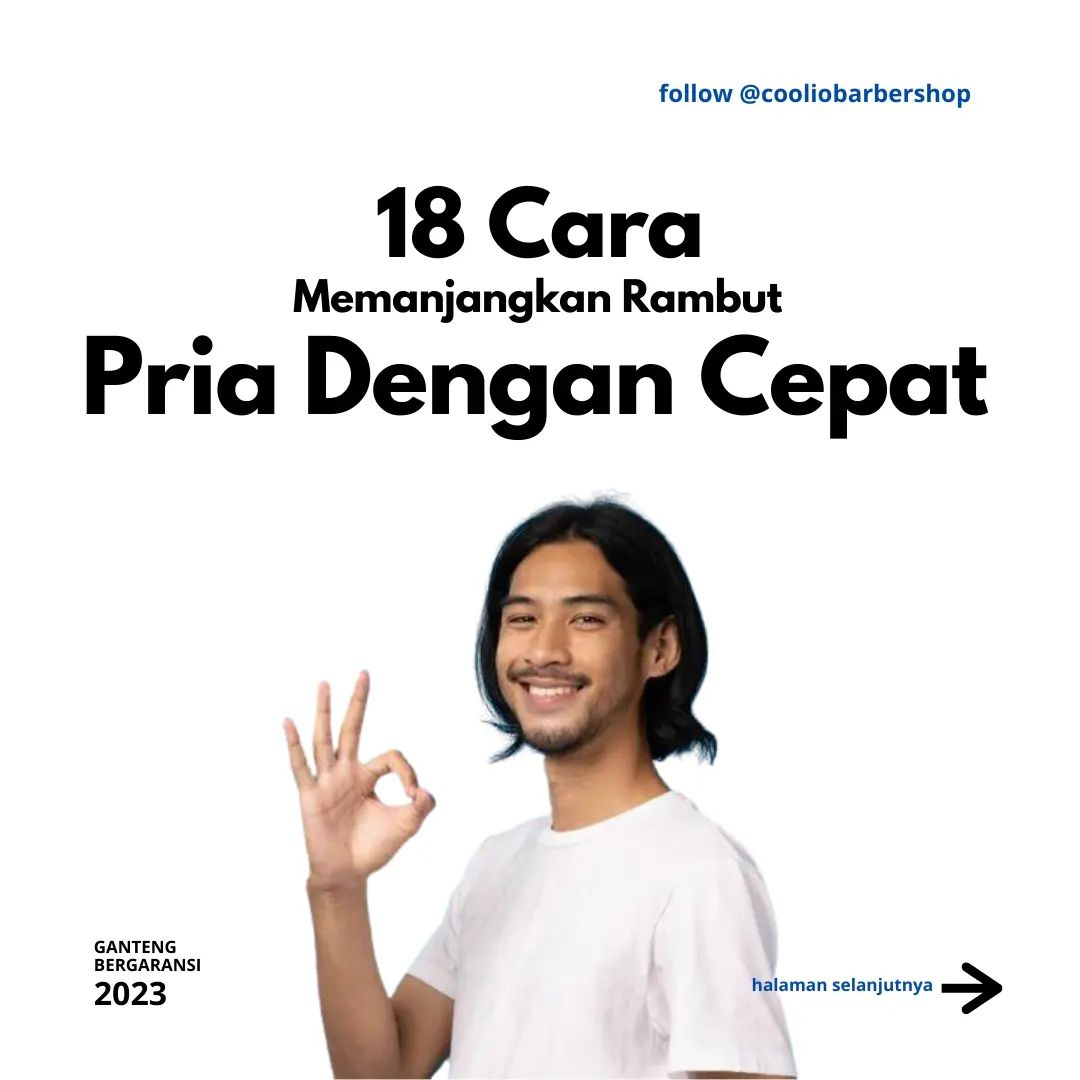 follow @cooliobarbershop
18 Cara
Memanjangkan Rambut
Pria Dengan Cepat
GANTENG
BERGARANSI
2023
halaman selanjutnya